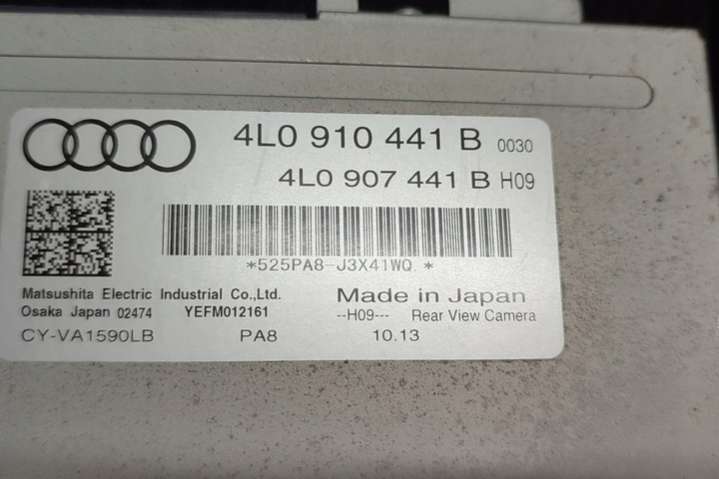 4L0 910 441 B 0030
4L0 907 441 B H09
*525PA8-J3X41WQ.*
Matsushita Electric Industrial Co.,Ltd. Made in Japan
Osaka Japan 02474 YEFM012161 --H09--- Rear View Camera
CY-VA1590LB PA8 10.13